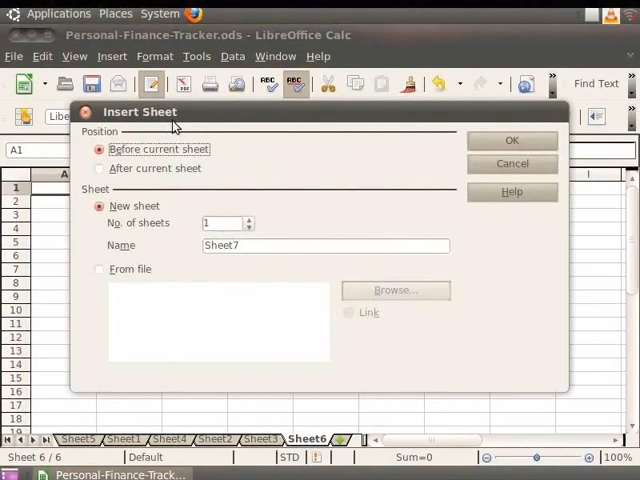 Applications Places System
Personal-Finance-Tracker.ods - LibreOffice Calc
File Edit View Insert Format Tools Data Window Help
ABC ABC Find Text
Insert Sheet
Libe
Position
Before current sheet
OK
A1
After current sheet
Cancel
Sheet
Help
New sheet
No. of sheets 1
Name Sheet7
From file
Browse...
Link
A
I
1
2
3
4
5
6
7
8
9
10
11
12
13
14
15
16
17
18
19
Sheet5 Sheet1 Sheet4 Sheet2 Sheet3 Sheet6
Sheet 6 / 6 Default STD Sum=0 100%
Personal-Finance-Track...